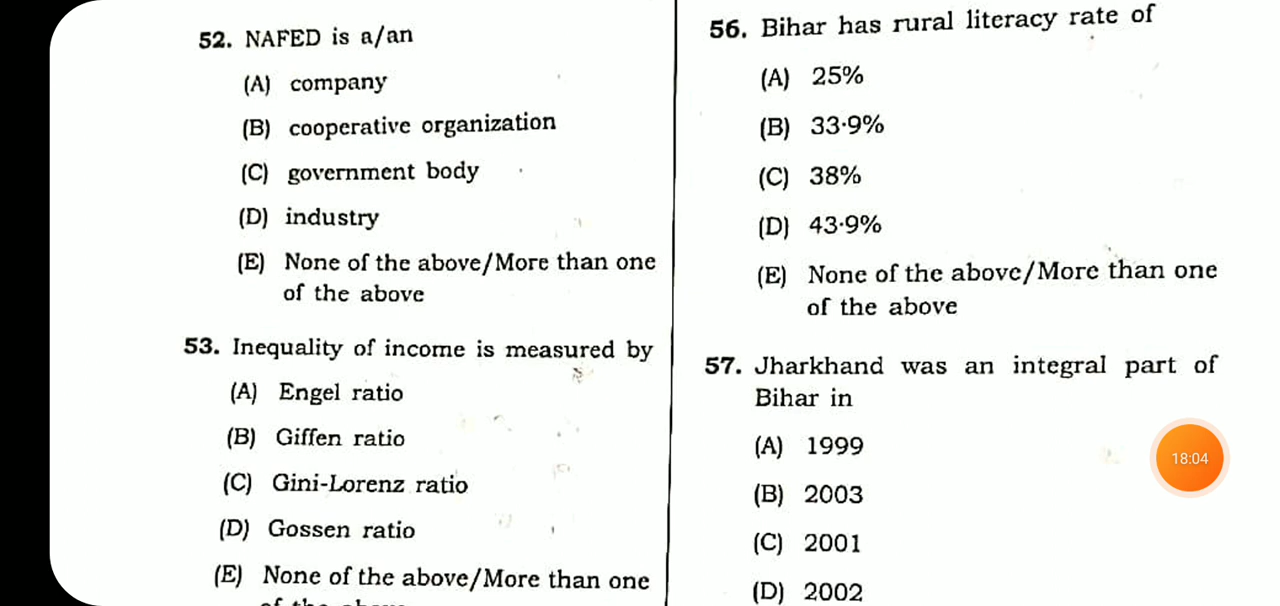 52. NAFED is a/an
(A) company
(B) cooperative organization
(C) government body
(D) industry
(E) None of the above/More than one
of the above
53. Inequality of income is measured by
(A) Engel ratio
(B) Giffen ratio
(C) Gini-Lorenz ratio
(D) Gossen ratio
(E) None of the above/More than one
of the above
56. Bihar has rural literacy rate of
(A) 25%
(B) 33·9%
(C) 38%
(D) 43·9%
(E) None of the above/More than one
of the above
57. Jharkhand was an integral part of
Bihar in
(A) 1999
(B) 2003
(C) 2001
(D) 2002
18:04